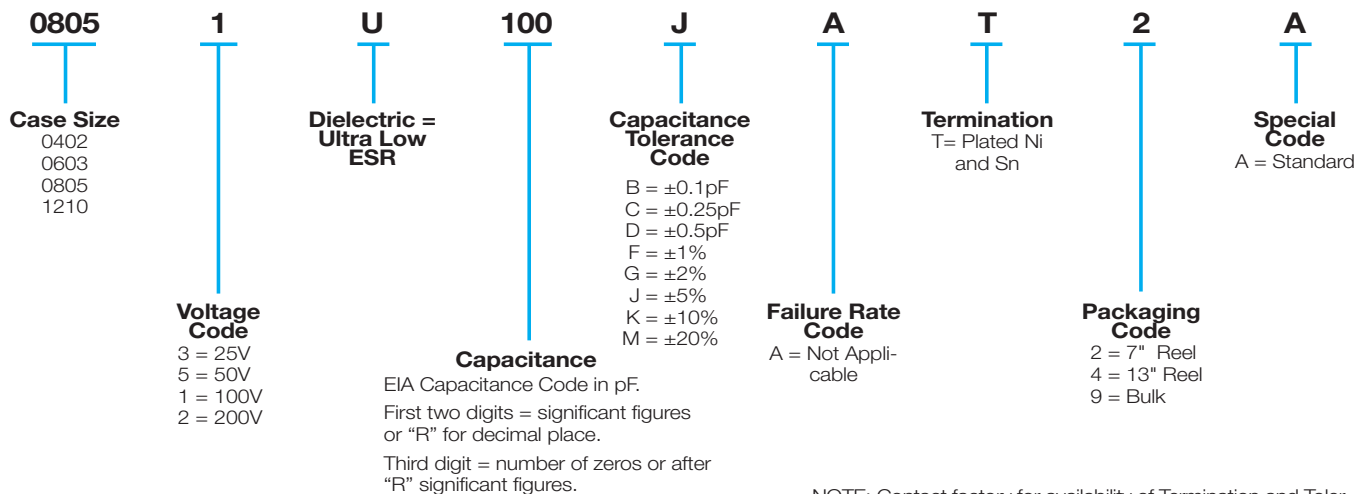 0805 1 U 100 J A T 2 A
Case Size
0402
0603
0805
1210
Voltage
Code
3 = 25V
5 = 50V
1 = 100V
2 = 200V
Dielectric =
Ultra Low
ESR
Capacitance
EIA Capacitance Code in pF.
First two digits = significant figures
or “R” for decimal place.
Third digit = number of zeros or after
“R” significant figures.
Capacitance
Tolerance
Code
B = ±0.1pF
C = ±0.25pF
D = ±0.5pF
F = ±1%
G = ±2%
J = ±5%
K = ±10%
M = ±20%
Failure Rate
Code
A = Not Appli-
cable
Termination
T= Plated Ni
and Sn
Packaging
Code
2 = 7" Reel
4 = 13" Reel
9 = Bulk
Special
Code
A = Standard
NOTE: Contact factory for availability of Termination and Toler-